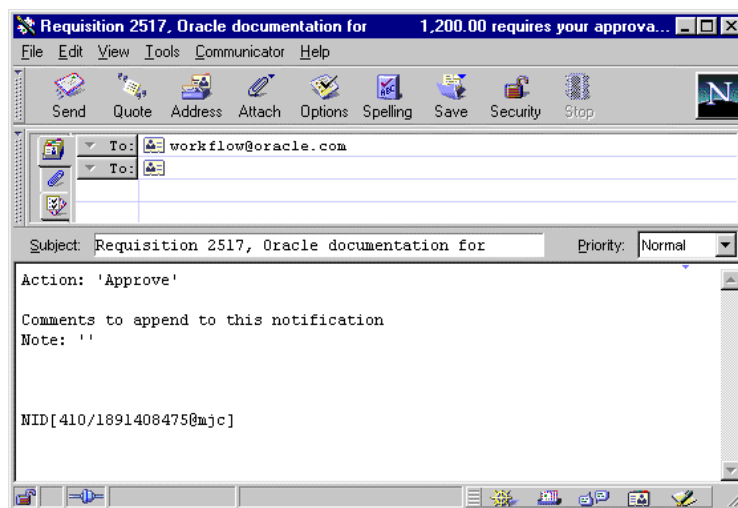 Requisition 2517, Oracle documentation for 1,200.00 requires your approva...
File Edit View Tools Communicator Help
Send Quote Address Attach Options Spelling Save Security Stop
N
To: workflow@oracle.com
To:
Subject: Requisition 2517, Oracle documentation for Priority: Normal
Action: 'Approve'
Comments to append to this notification
Note: ''
NID[410/1891408475@mjc]